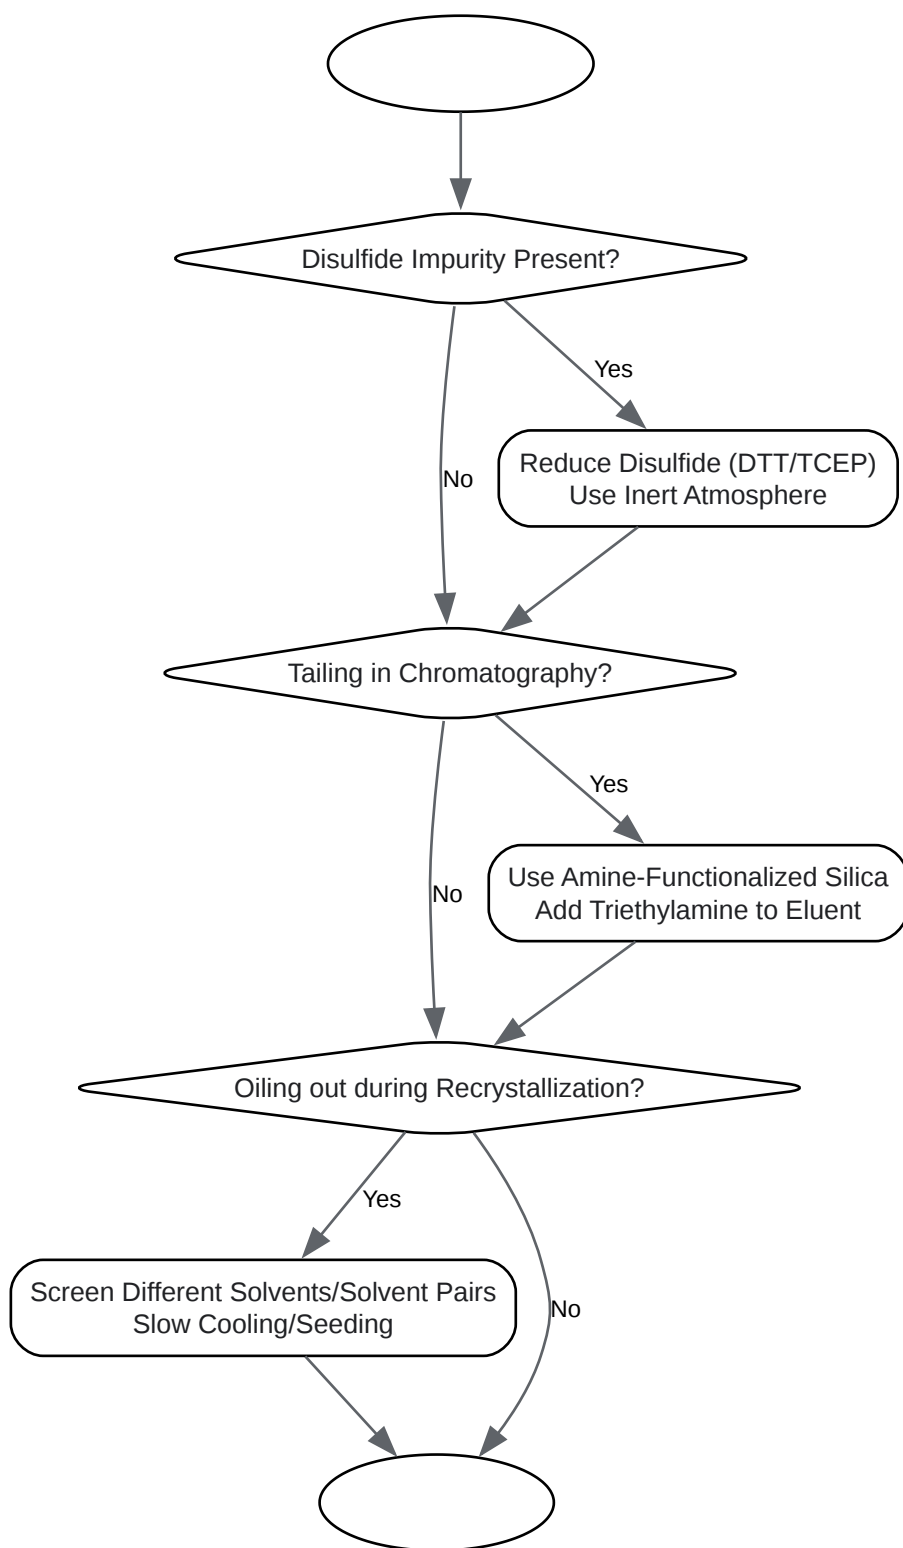 Disulfide Impurity Present?
Yes
Reduce Disulfide (DTT/TCEP)
Use Inert Atmosphere
No
Tailing in Chromatography?
Yes
Use Amine-Functionalized Silica
Add Triethylamine to Eluent
No
Oiling out during Recrystallization?
Yes
Screen Different Solvents/Solvent Pairs
Slow Cooling/Seeding
No